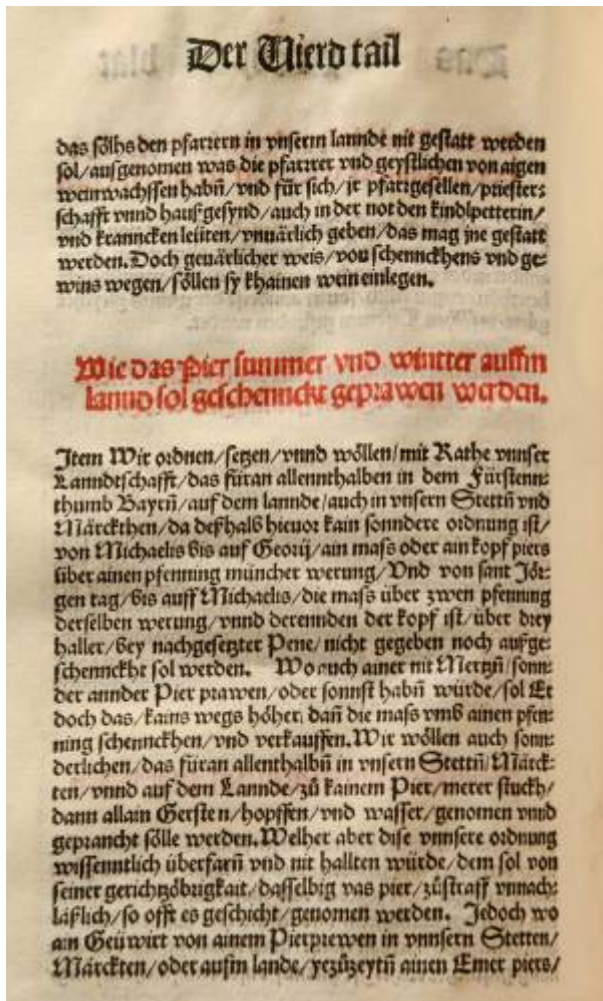 Der Vierd tail
das sölhs den pfarrern in vnserm lannde nit gestatt werden
sol/ausgenomen was die pfarrer vnd geystlichen von aigen
weinwachssen habñ/vnd für sich/jr pfarrgesellen/priester-
schafft vnnd haußgesynd/auch in der not den kindlpetterin/
vnd kranncken leüten/vnuärlich geben/das mag jne gestatt
werden. Doch geuärlicher weis/von schennckhens vnd ge-
wins wegen/söllen sy khainen wein einlegen.
Wie das Pier summer vnd winter auffm
lannd sol geschennckt geprawen werden.
Item Wir ordnen/setzen/vnnd wöllen/mit Rathe vnnser
Lanndtschafft/das füran allennthalben in dem Fürstenn-
thumb Bayrñ/auf dem lannde/auch in vnsern Stettñ vnd
Märckthen/da deßhalb hieuor kain sonndere ordnung ist/
von Michaelis bis auf Georij/ain mass oder ain kopf piers
über ainen pfenning müncher werung/Vnd von sant Jör-
gen tag/bis auff Michaelis/die mass über zwen pfenning
derselben werung/vnnd derennden der kopf ist/über drey
haller/bey nachgesetzter Pene/nicht gegeben noch aufge-
schennckht sol werden. Wo auch ainer nit Mertzñ/sonn-
der annder Pier prawen/oder sonnst habñ würde/sol Er
doch das/kains wegs höher/dañ die mass vmb ainen pfen-
ning schennckhen/vnd verkauffen. Wir wöllen auch sonn-
derlichen/das füran allenthalbñ in vnsern Stettñ/Märck-
ten/vnnd auf dem Lannde/zů kainem Pier/merer stuckh/
dann allain Gersten/hopffen/vnd wasser/genomen vnnd
gepraucht sölle werden. Welher aber dise vnnsere ordnung
wissenntlich überfarñ vnd nit hallten würde/dem sol von
seiner gerichtzöbrigkait/dasselbig vas pier/zůstraff vnnach-
läßlich/so offt es geschicht/genomen werden. Jedoch wo
ain Geüwirt von ainem Pierprewen in vnnsern Stetten/
Märckten/oder aufm lande/yezůzeytñ ainen Emer piers/